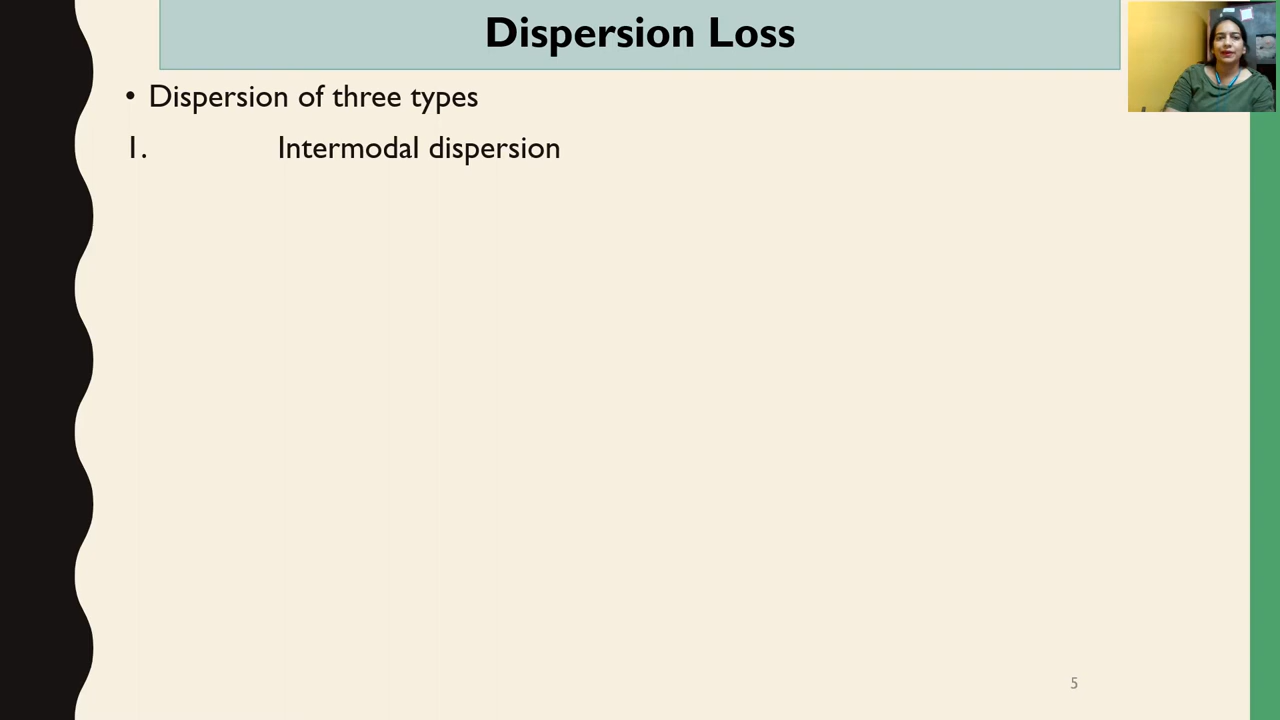 Dispersion Loss
• Dispersion of three types
1. Intermodal dispersion
5